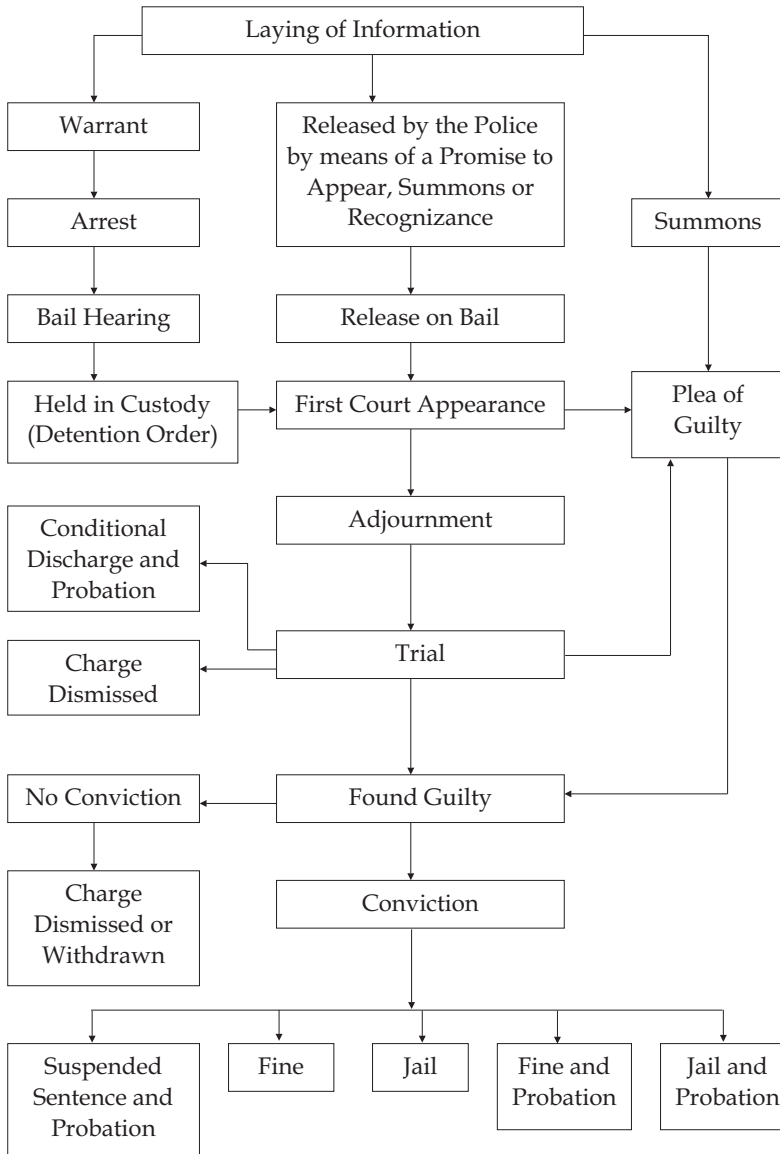 Laying of Information
Warrant
Released by the Police
by means of a Promise to
Appear, Summons or
Recognizance
Arrest
Summons
Bail Hearing
Release on Bail
Held in Custody
(Detention Order)
First Court Appearance
Plea of
Guilty
Conditional
Discharge and
Probation
Adjournment
Charge
Dismissed
Trial
No Conviction
Found Guilty
Charge
Dismissed or
Withdrawn
Conviction
Suspended
Sentence and
Probation
Fine
Jail
Fine and
Probation
Jail and
Probation